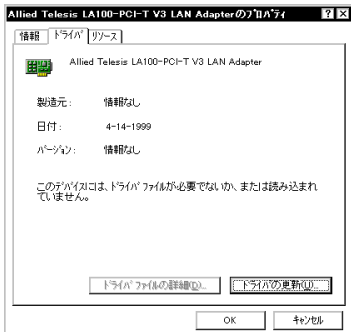 Allied Telesis LA100-PCI-T V3 LAN Adapterのﾌﾟﾛﾊﾟﾃｨ
情報 ﾄﾞﾗｲﾊﾞ ﾘｿｰｽ
Allied Telesis LA100-PCI-T V3 LAN Adapter
製造元: 情報なし
日付: 4-14-1999
ﾊﾞｰｼﾞｮﾝ: 情報なし
このﾃﾞﾊﾞｲｽには、ﾄﾞﾗｲﾊﾞ ﾌｧｲﾙが必要でないか、または読み込まれ
ていません。
ﾄﾞﾗｲﾊﾞ ﾌｧｲﾙの詳細(D)... ﾄﾞﾗｲﾊﾞの更新(U)...
OK ｷｬﾝｾﾙ